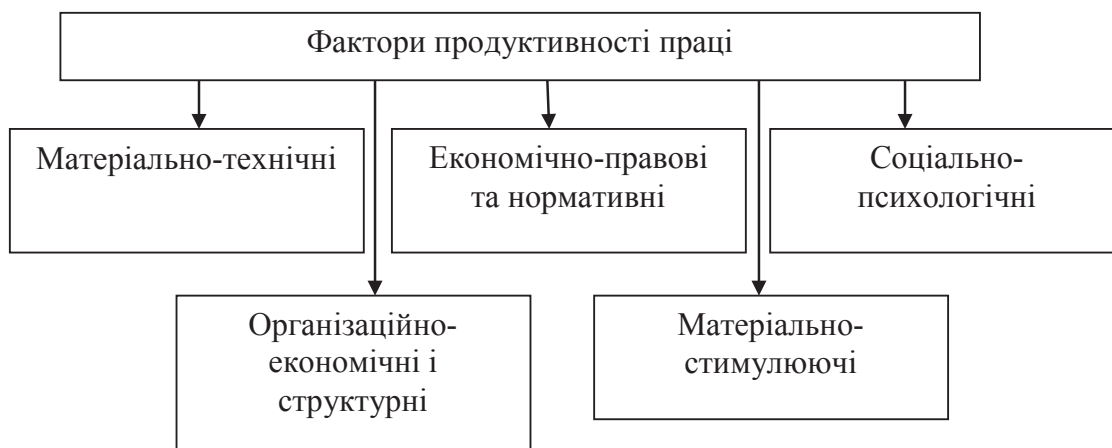 Фактори продуктивності праці
Матеріально-технічні
Економічно-правові
та нормативні
Соціально-
психологічні
Організаційно-
економічні і
структурні
Матеріально-
стимулюючі